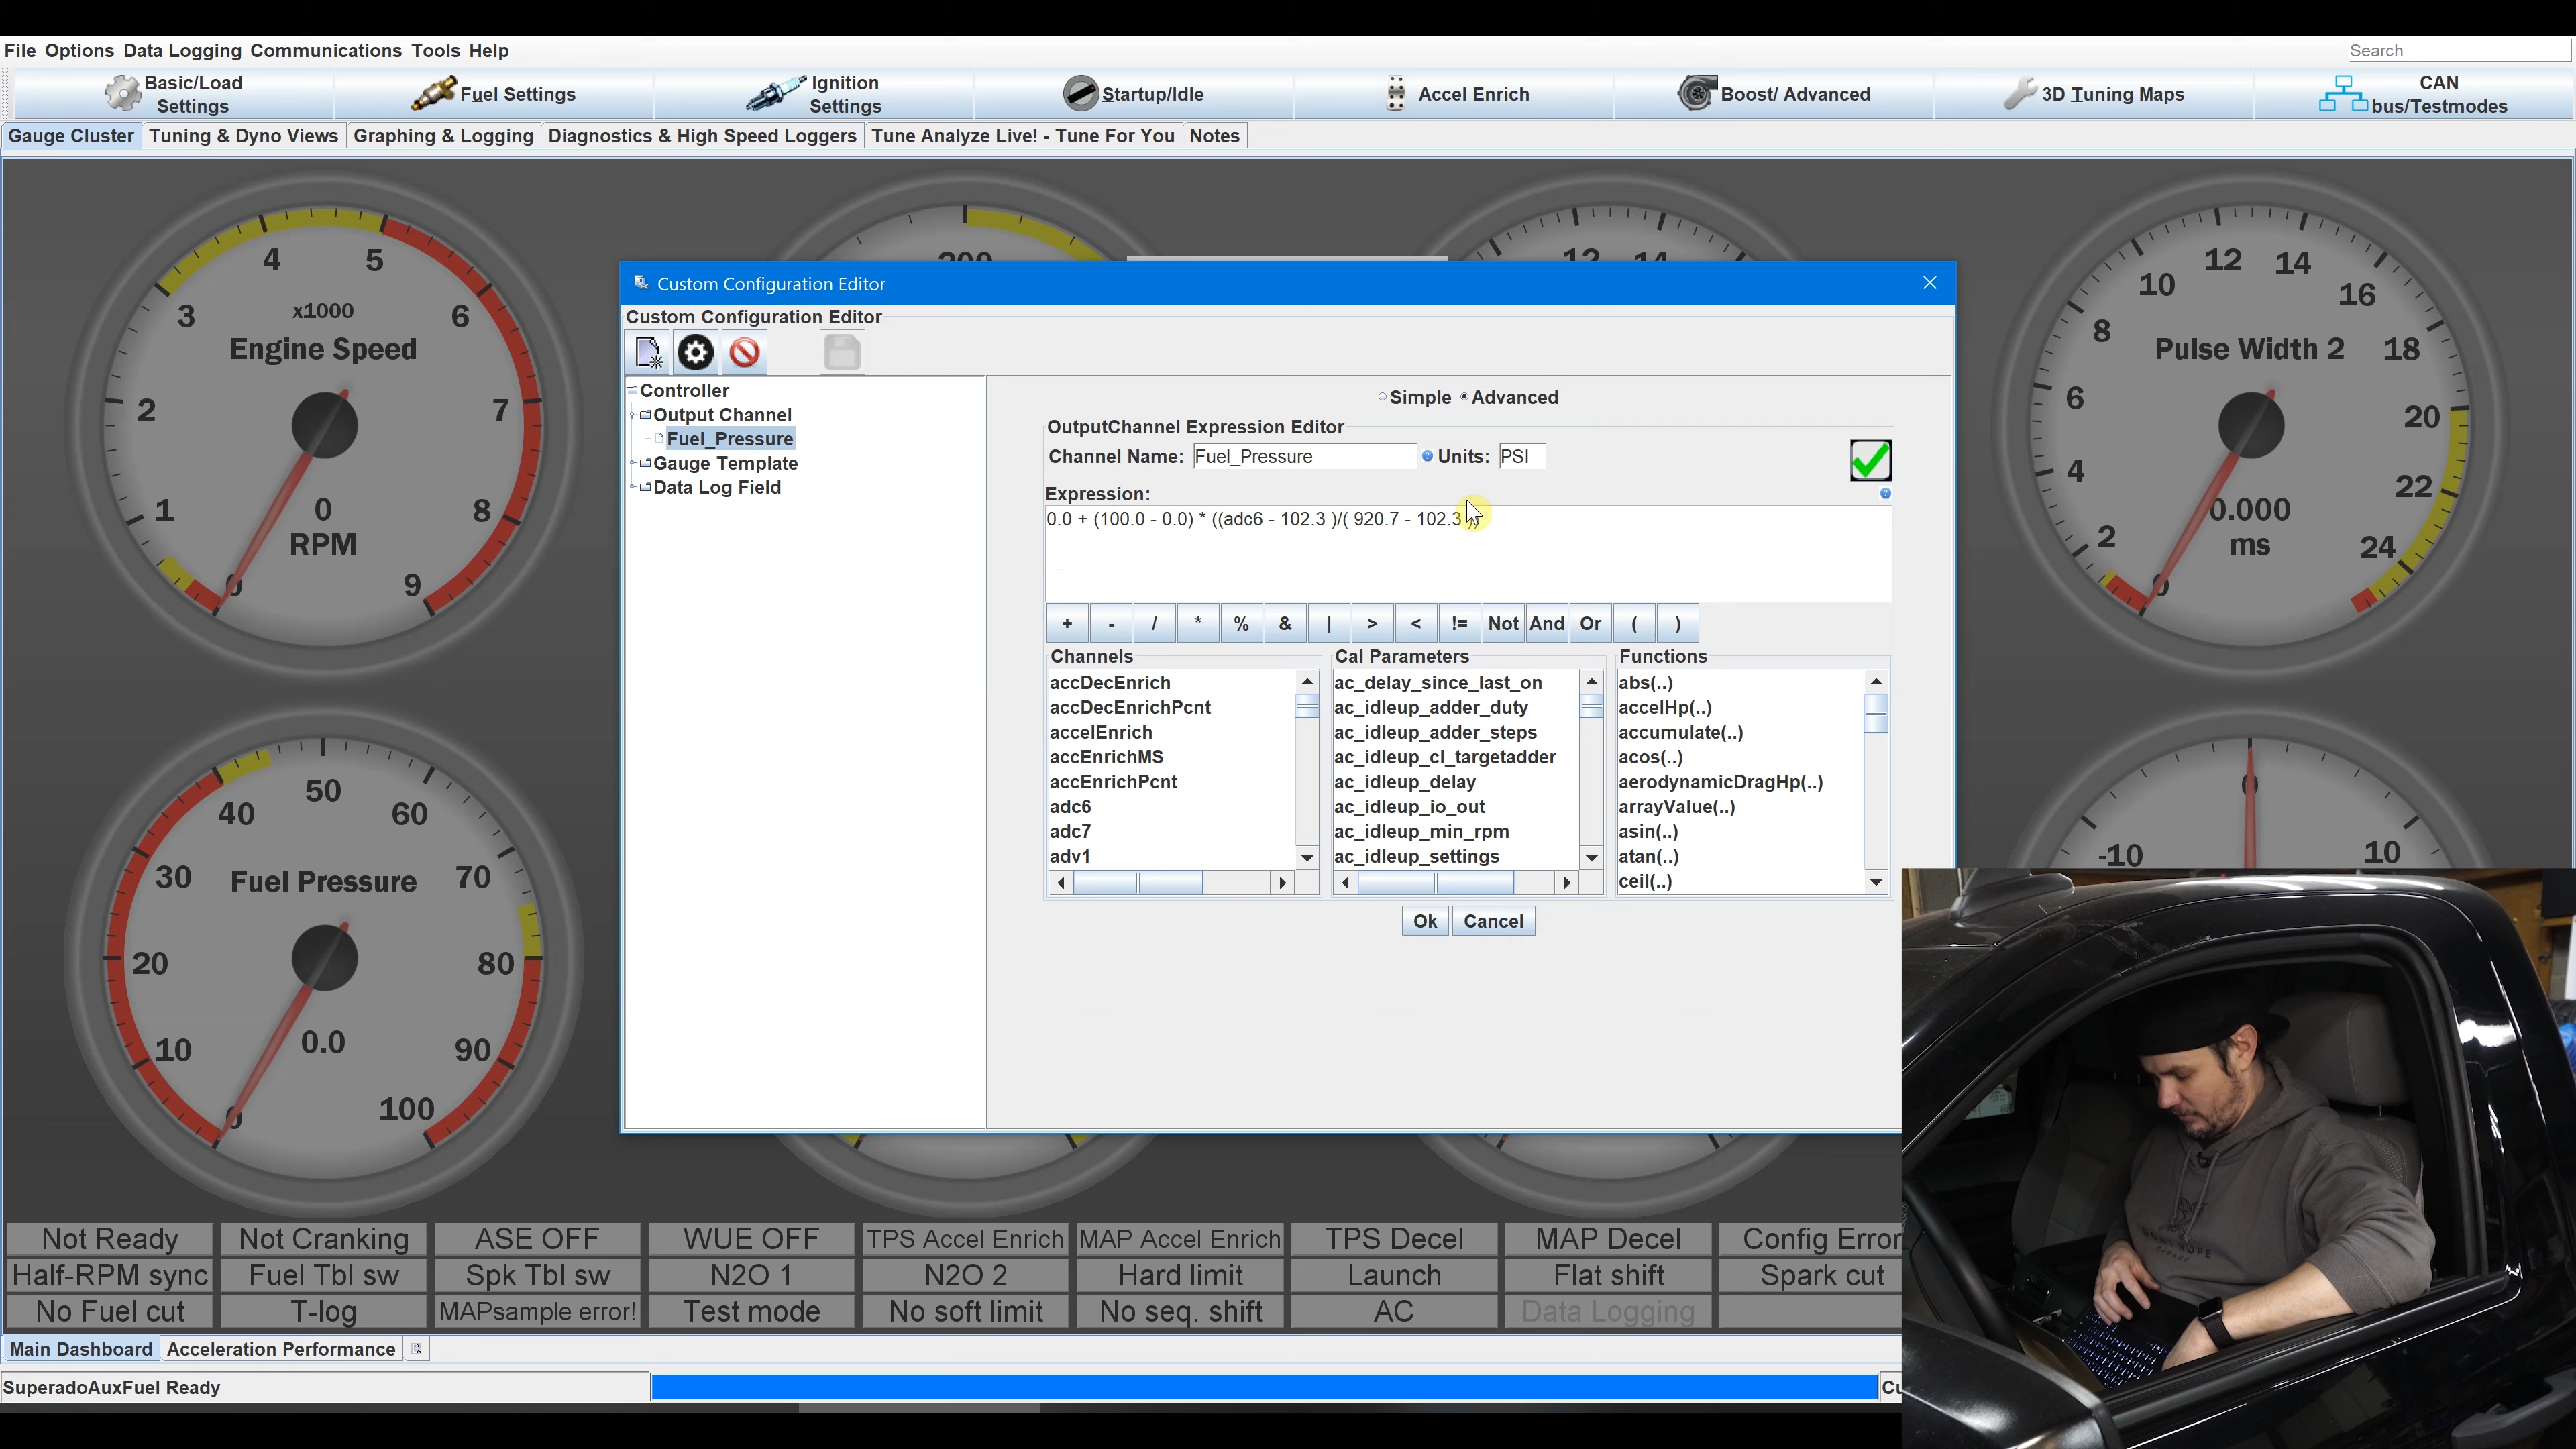 File Options Data Logging Communications Tools Help
Search
Basic/Load Settings
Fuel Settings
Ignition Settings
Startup/Idle
Accel Enrich
Boost/ Advanced
3D Tuning Maps
CAN bus/Testmodes
Gauge Cluster Tuning & Dyno Views Graphing & Logging Diagnostics & High Speed Loggers Tune Analyze Live! - Tune For You Notes
0 1 2 3 4 5 6 7 8 9
x1000
Engine Speed
0
RPM
200
12 14
0 2 4 6 8 10 12 14 16 18 20 22 24
Pulse Width 2
0.000
ms
Custom Configuration Editor
Custom Configuration Editor
Controller
Output Channel
Fuel_Pressure
Gauge Template
Data Log Field
Simple Advanced
OutputChannel Expression Editor
Channel Name: Fuel_Pressure Units: PSI
Expression:
0.0 + (100.0 - 0.0) * ((adc6 - 102.3 )/( 920.7 - 102.3 ))
+ - / * % & | > < != Not And Or ( )
Channels
accDecEnrich
accDecEnrichPcnt
accelEnrich
accEnrichMS
accEnrichPcnt
adc6
adc7
adv1
Cal Parameters
ac_delay_since_last_on
ac_idleup_adder_duty
ac_idleup_adder_steps
ac_idleup_cl_targetadder
ac_idleup_delay
ac_idleup_io_out
ac_idleup_min_rpm
ac_idleup_settings
Functions
abs(..)
accelHp(..)
accumulate(..)
acos(..)
aerodynamicDragHp(..)
arrayValue(..)
asin(..)
atan(..)
ceil(..)
Ok Cancel
0 10 20 30 40 50 60 70 80 90 100
Fuel Pressure
0.0
-10 0 10
Not Ready Not Cranking ASE OFF WUE OFF TPS Accel Enrich MAP Accel Enrich TPS Decel MAP Decel Config Error
Half-RPM sync Fuel Tbl sw Spk Tbl sw N2O 1 N2O 2 Hard limit Launch Flat shift Spark cut
No Fuel cut T-log MAPsample error! Test mode No soft limit No seq. shift AC Data Logging
Main Dashboard Acceleration Performance
SuperadoAuxFuel Ready
Cu